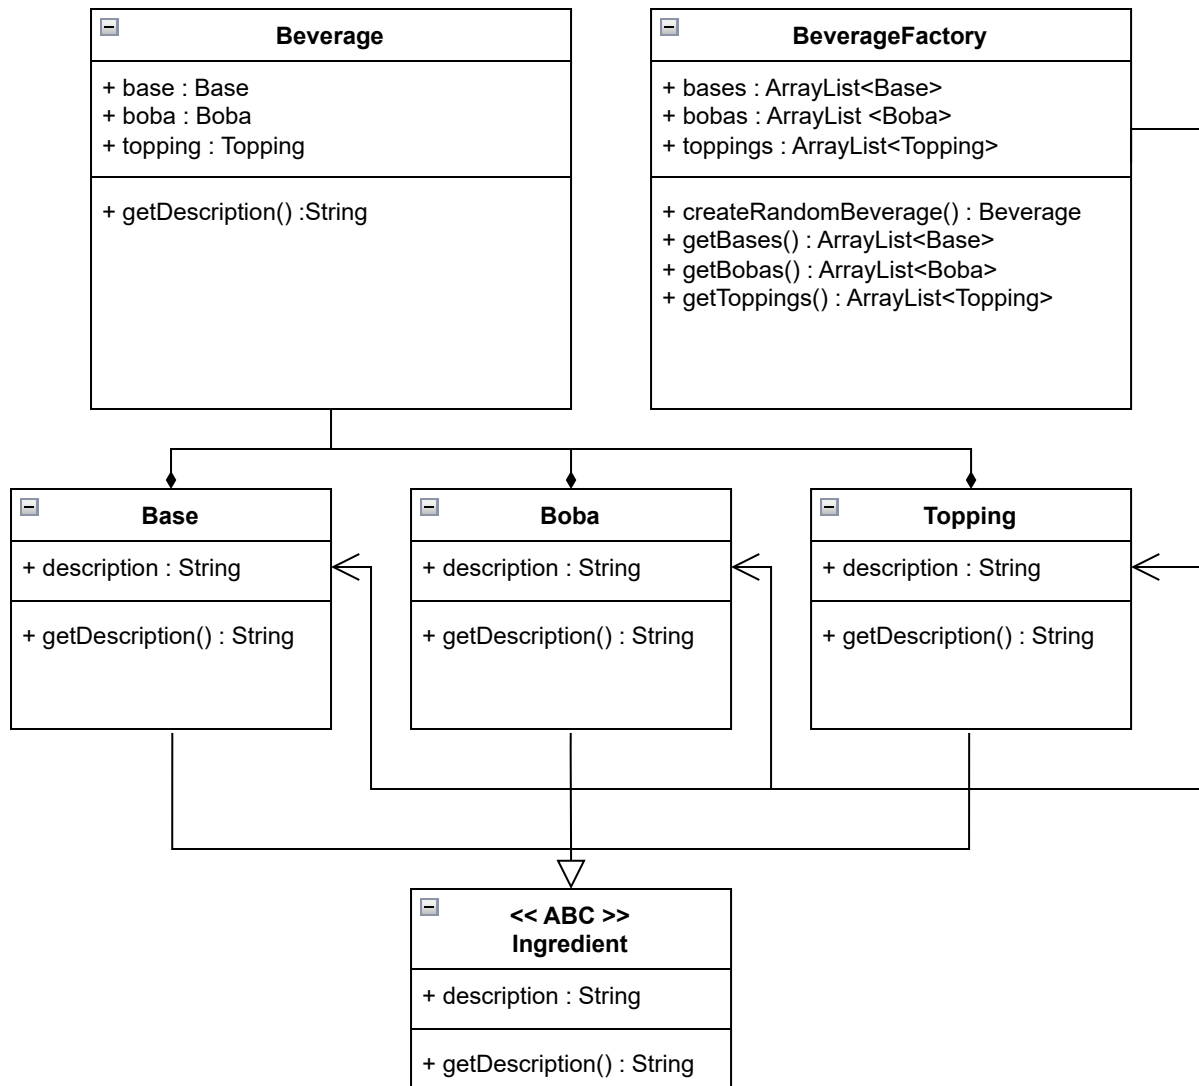 Beverage
+ base : Base
+ boba : Boba
+ topping : Topping
+ getDescription() :String
BeverageFactory
+ bases : ArrayList<Base>
+ bobas : ArrayList <Boba>
+ toppings : ArrayList<Topping>
+ createRandomBeverage() : Beverage
+ getBases() : ArrayList<Base>
+ getBobas() : ArrayList<Boba>
+ getToppings() : ArrayList<Topping>
Base
+ description : String
+ getDescription() : String
Boba
+ description : String
+ getDescription() : String
Topping
+ description : String
+ getDescription() : String
<< ABC >>
Ingredient
+ description : String
+ getDescription() : String